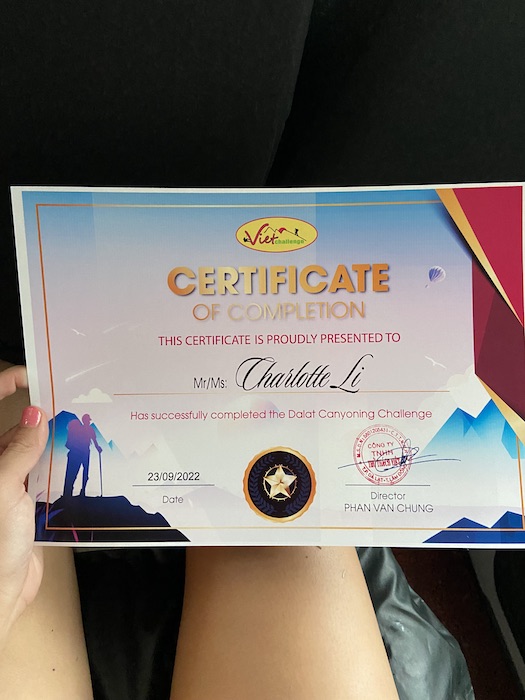 Viet challenge
CERTIFICATE
OF COMPLETION
THIS CERTIFICATE IS PROUDLY PRESENTED TO
Mr/Ms: Charlotte Li
Has successfully completed the Dalat Canyoning Challenge
CÔNG TY
TNHH
23/09/2022
Date
Director
PHAN VAN CHUNG